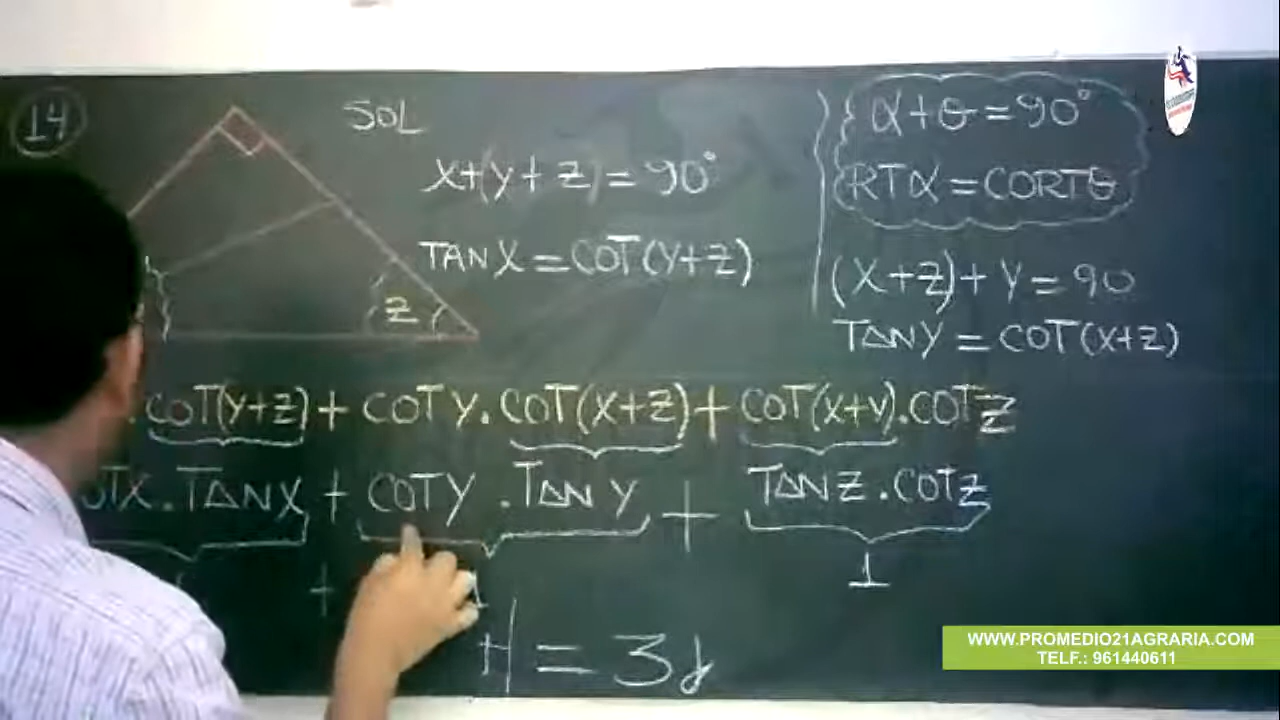 14
SOL
X+(Y+Z)=90°
TANX=COT(Y+Z)
α+θ=90°
RTα=CORTθ
(X+Z)+Y=90
TANY=COT(X+Z)
Z
.COT(Y+Z)+COTY.COT(X+Z)+COT(X+Y).COTZ
OTX.TANX+COTY.TANY+TANZ.COTZ
+ 1
H=3
WWW.PROMEDIO21AGRARIA.COM
TELF.: 961440611